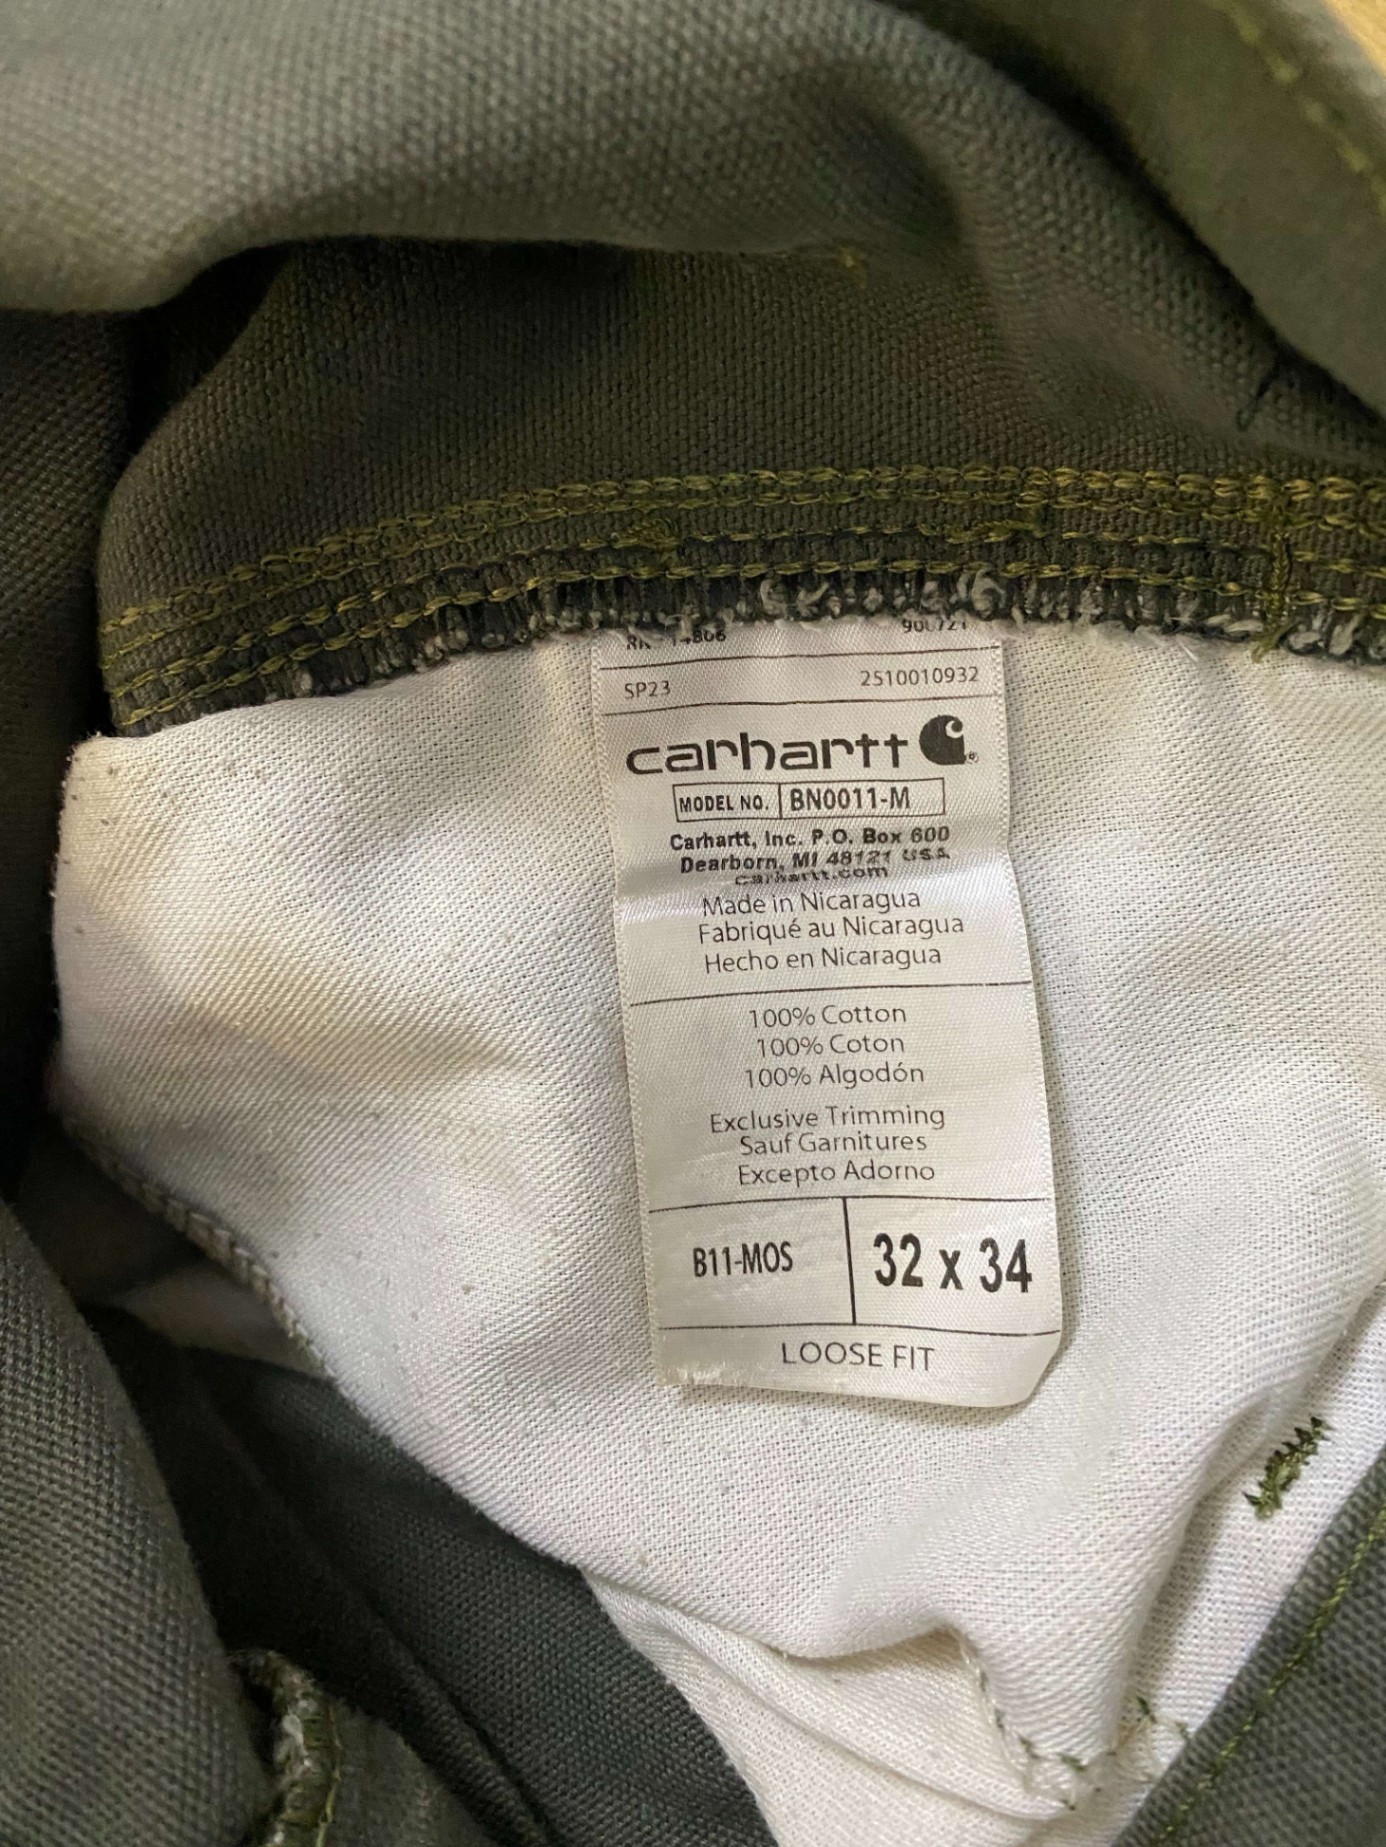 SP23 2510010932
carhartt
MODEL NO. BN0011-M
Carhartt, Inc. P.O. Box 600
Dearborn, MI 48121 USA
carhartt.com
Made in Nicaragua
Fabriqué au Nicaragua
Hecho en Nicaragua
100% Cotton
100% Coton
100% Algodón
Exclusive Trimming
Sauf Garnitures
Excepto Adorno
B11-MOS 32 x 34
LOOSE FIT